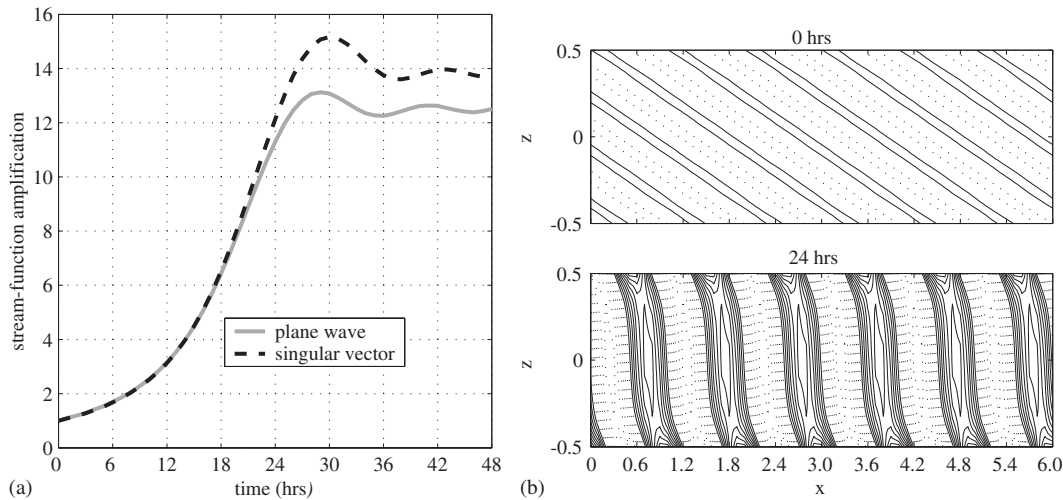 16
14
12
10
8
6
4
2
0
stream-function amplification
plane wave
singular vector
0 6 12 18 24 30 36 42 48
(a) time (hrs)
0 hrs
0.5
0
-0.5
z
24 hrs
0.5
0
-0.5
z
0 0.6 1.2 1.8 2.4 3.0 3.6 4.2 4.8 5.4 6.0
(b) x